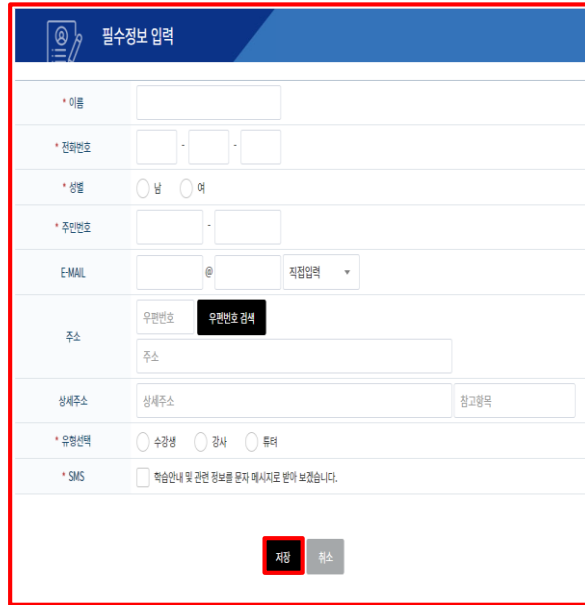 필수정보 입력
* 이름
* 전화번호 - -
* 성별 남 여
* 주민번호 -
E-MAIL @ 직접입력
주소 우편번호 우편번호 검색
주소
상세주소 상세주소 참고항목
* 유형선택 수강생 강사 튜터
* SMS 학습안내 및 관련 정보를 문자 메시지로 받아 보겠습니다.
저장 취소